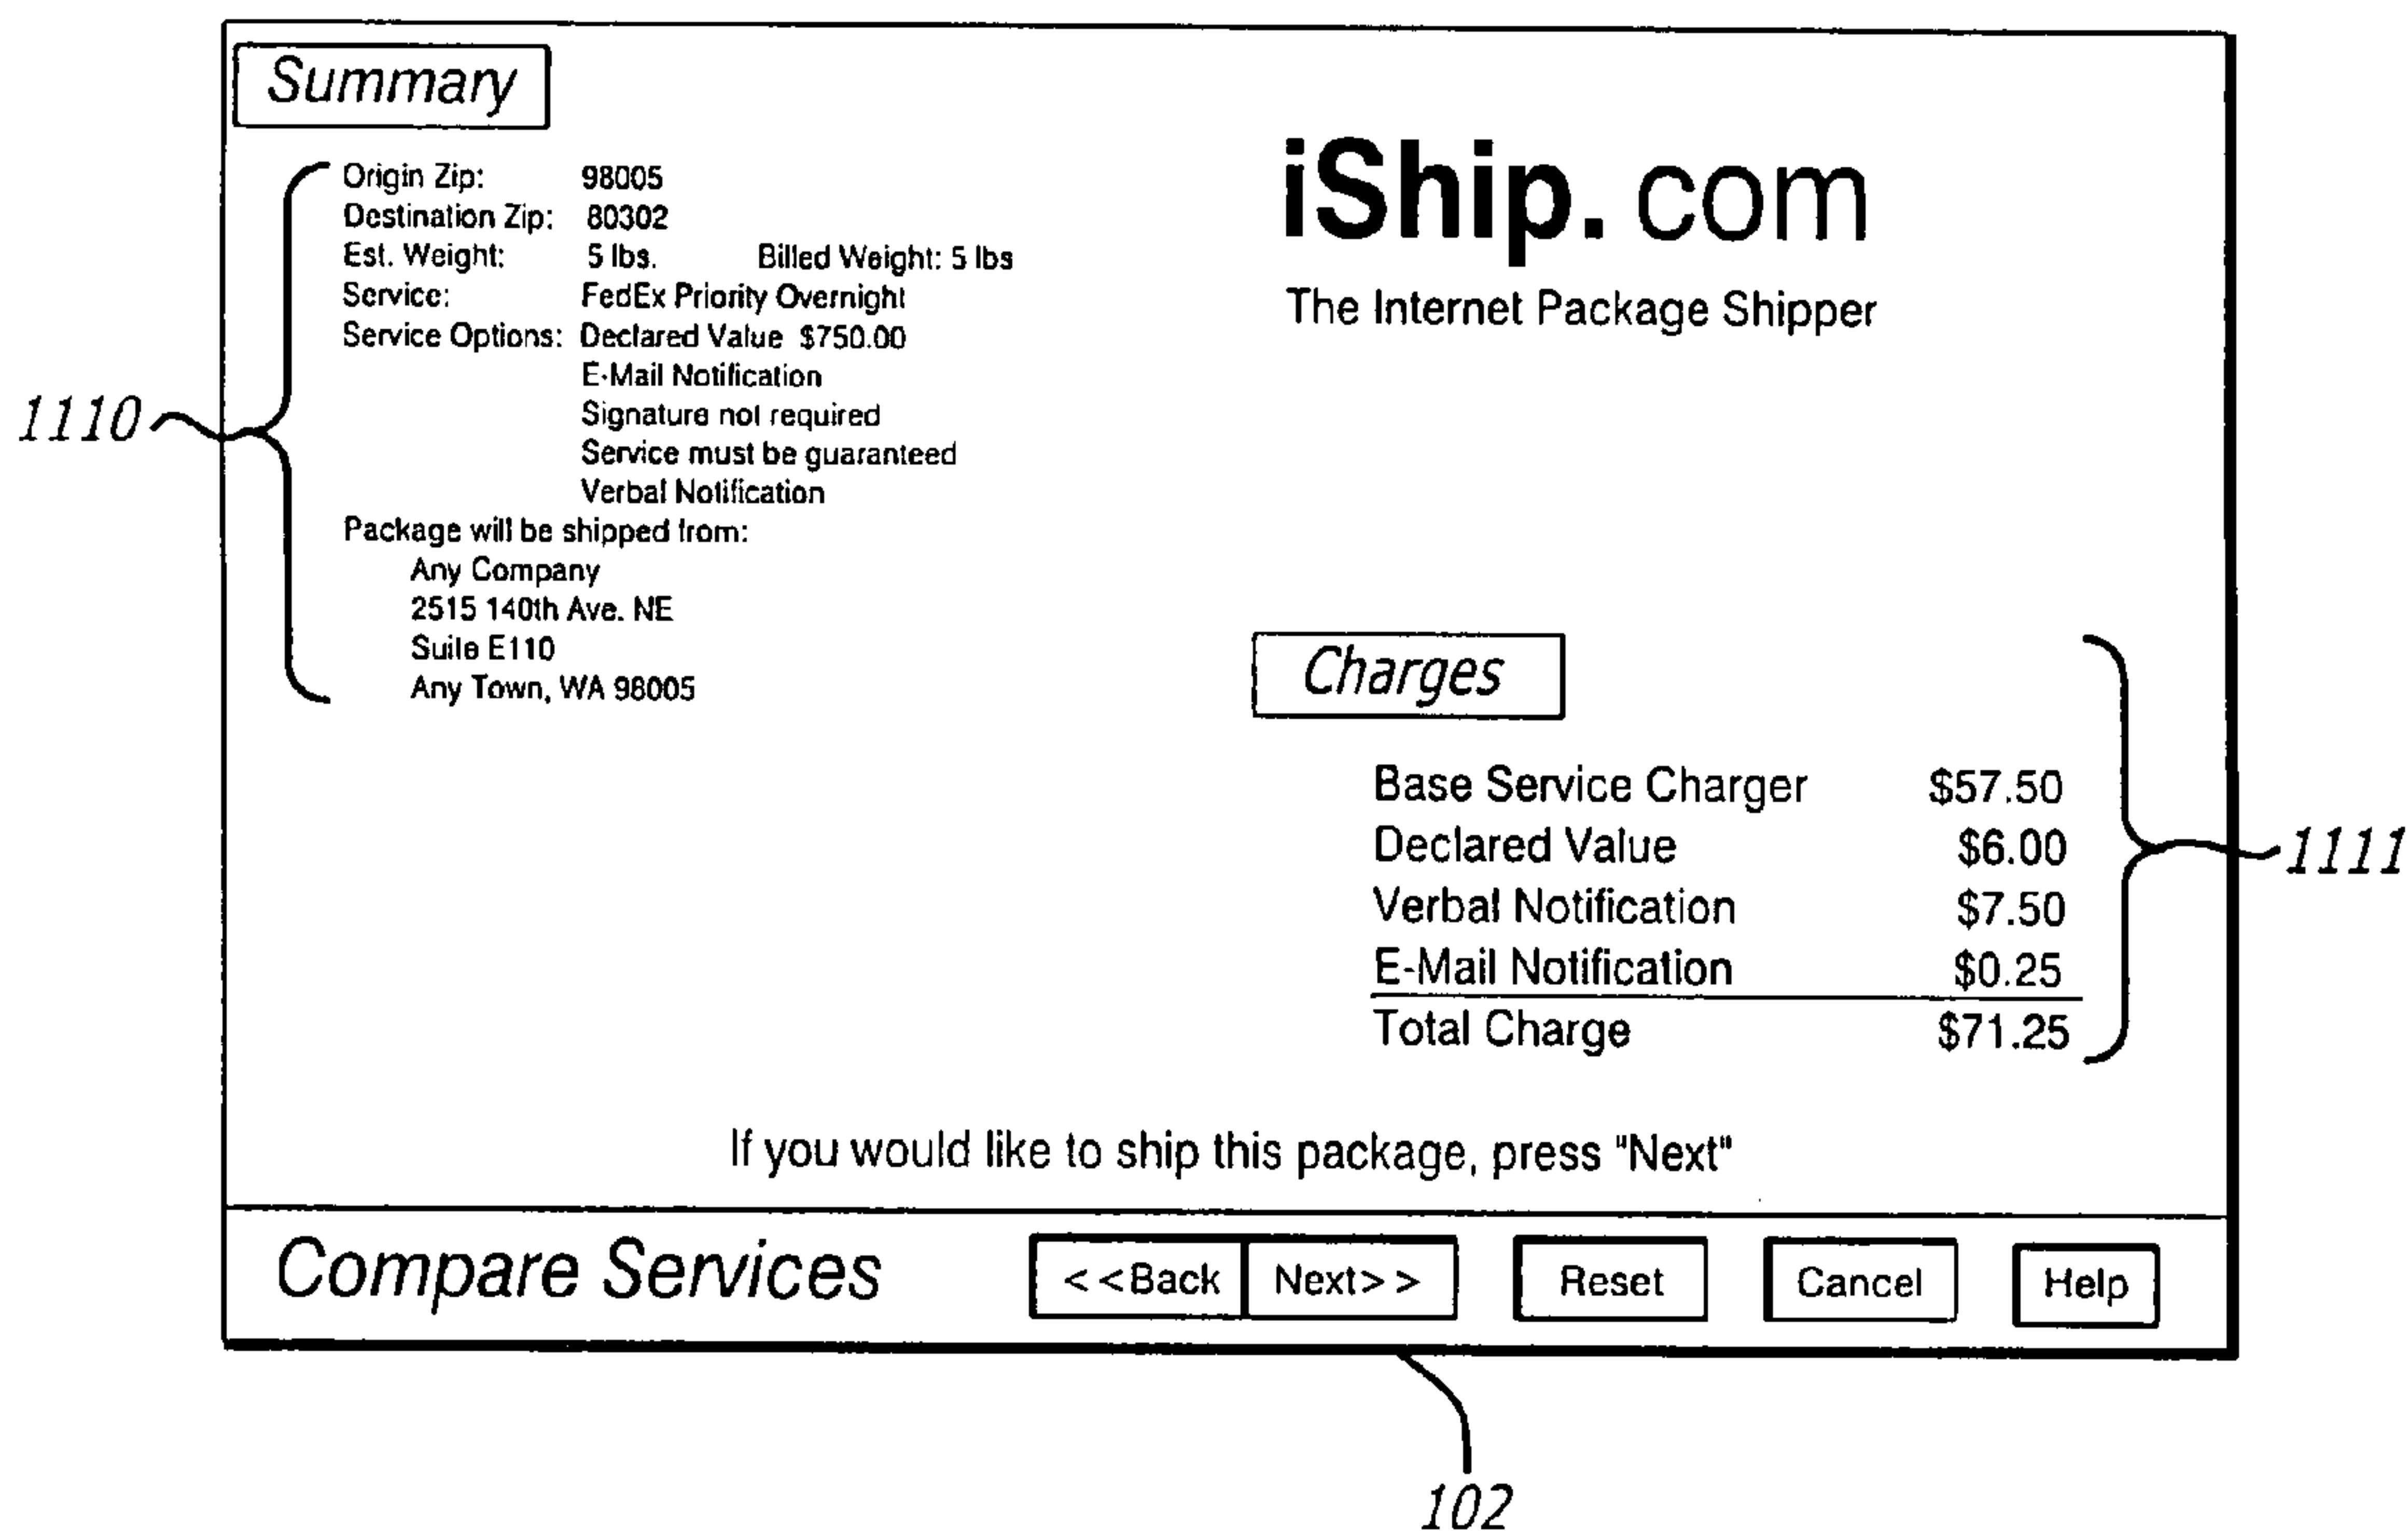 Summary
Origin Zip: 98005
Destination Zip: 80302
Est. Weight: 5 lbs. Billed Weight: 5 lbs
Service: FedEx Priority Overnight
Service Options: Declared Value $750.00
E-Mail Notification
Signature not required
Service must be guaranteed
Verbal Notification
Package will be shipped from:
Any Company
2515 140th Ave. NE
Suite E110
Any Town, WA 98005
1110
iShip. com
The Internet Package Shipper
Charges
Base Service Charger $57.50
Declared Value $6.00
Verbal Notification $7.50
E-Mail Notification $0.25
Total Charge $71.25
1111
If you would like to ship this package, press "Next"
Compare Services <<Back Next>> Reset Cancel Help
102